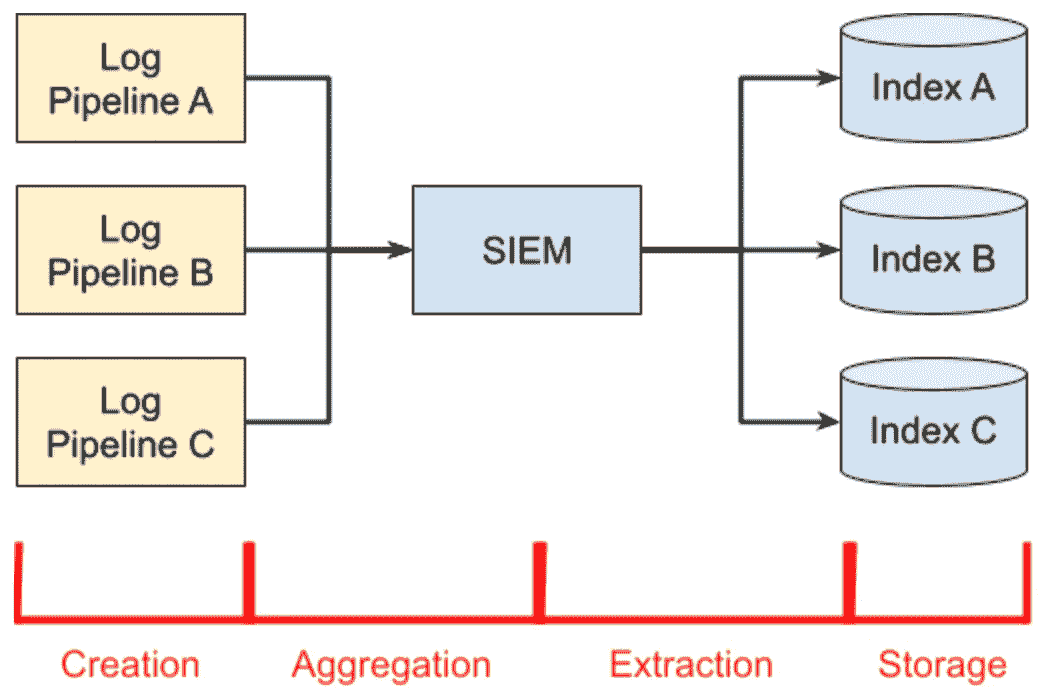 Log
Pipeline A
Index A
Log
Pipeline B
SIEM
Index B
Log
Pipeline C
Index C
Creation
Aggregation
Extraction
Storage